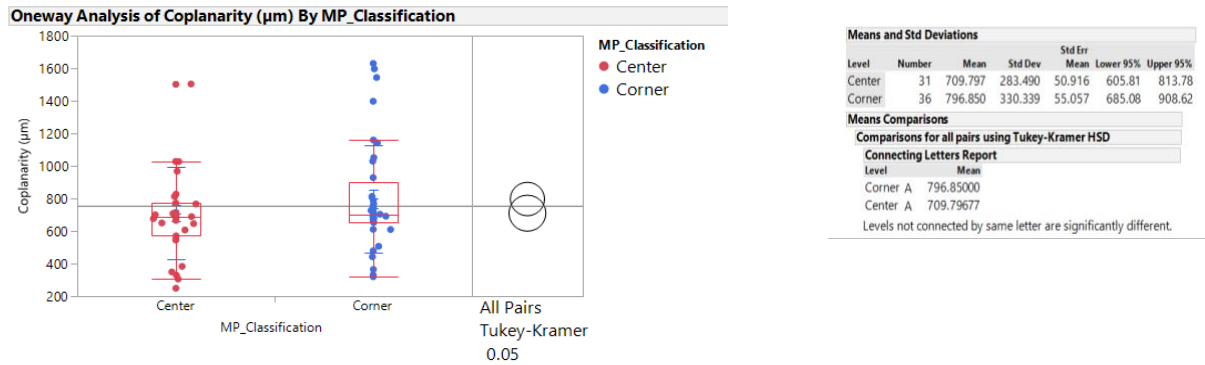 Oneway Analysis of Coplanarity (µm) By MP_Classification
1800
1600
1400
1200
1000
800
600
400
200
Coplanarity (µm)
Center
Corner
MP_Classification
All Pairs
Tukey-Kramer
0.05
MP_Classification
Center
Corner
Means and Std Deviations
Std Err
Level Number Mean Std Dev Mean Lower 95% Upper 95%
Center 31 709.797 283.490 50.916 605.81 813.78
Corner 36 796.850 330.339 55.057 685.08 908.62
Means Comparisons
Comparisons for all pairs using Tukey-Kramer HSD
Connecting Letters Report
Level Mean
Corner A 796.85000
Center A 709.79677
Levels not connected by same letter are significantly different.